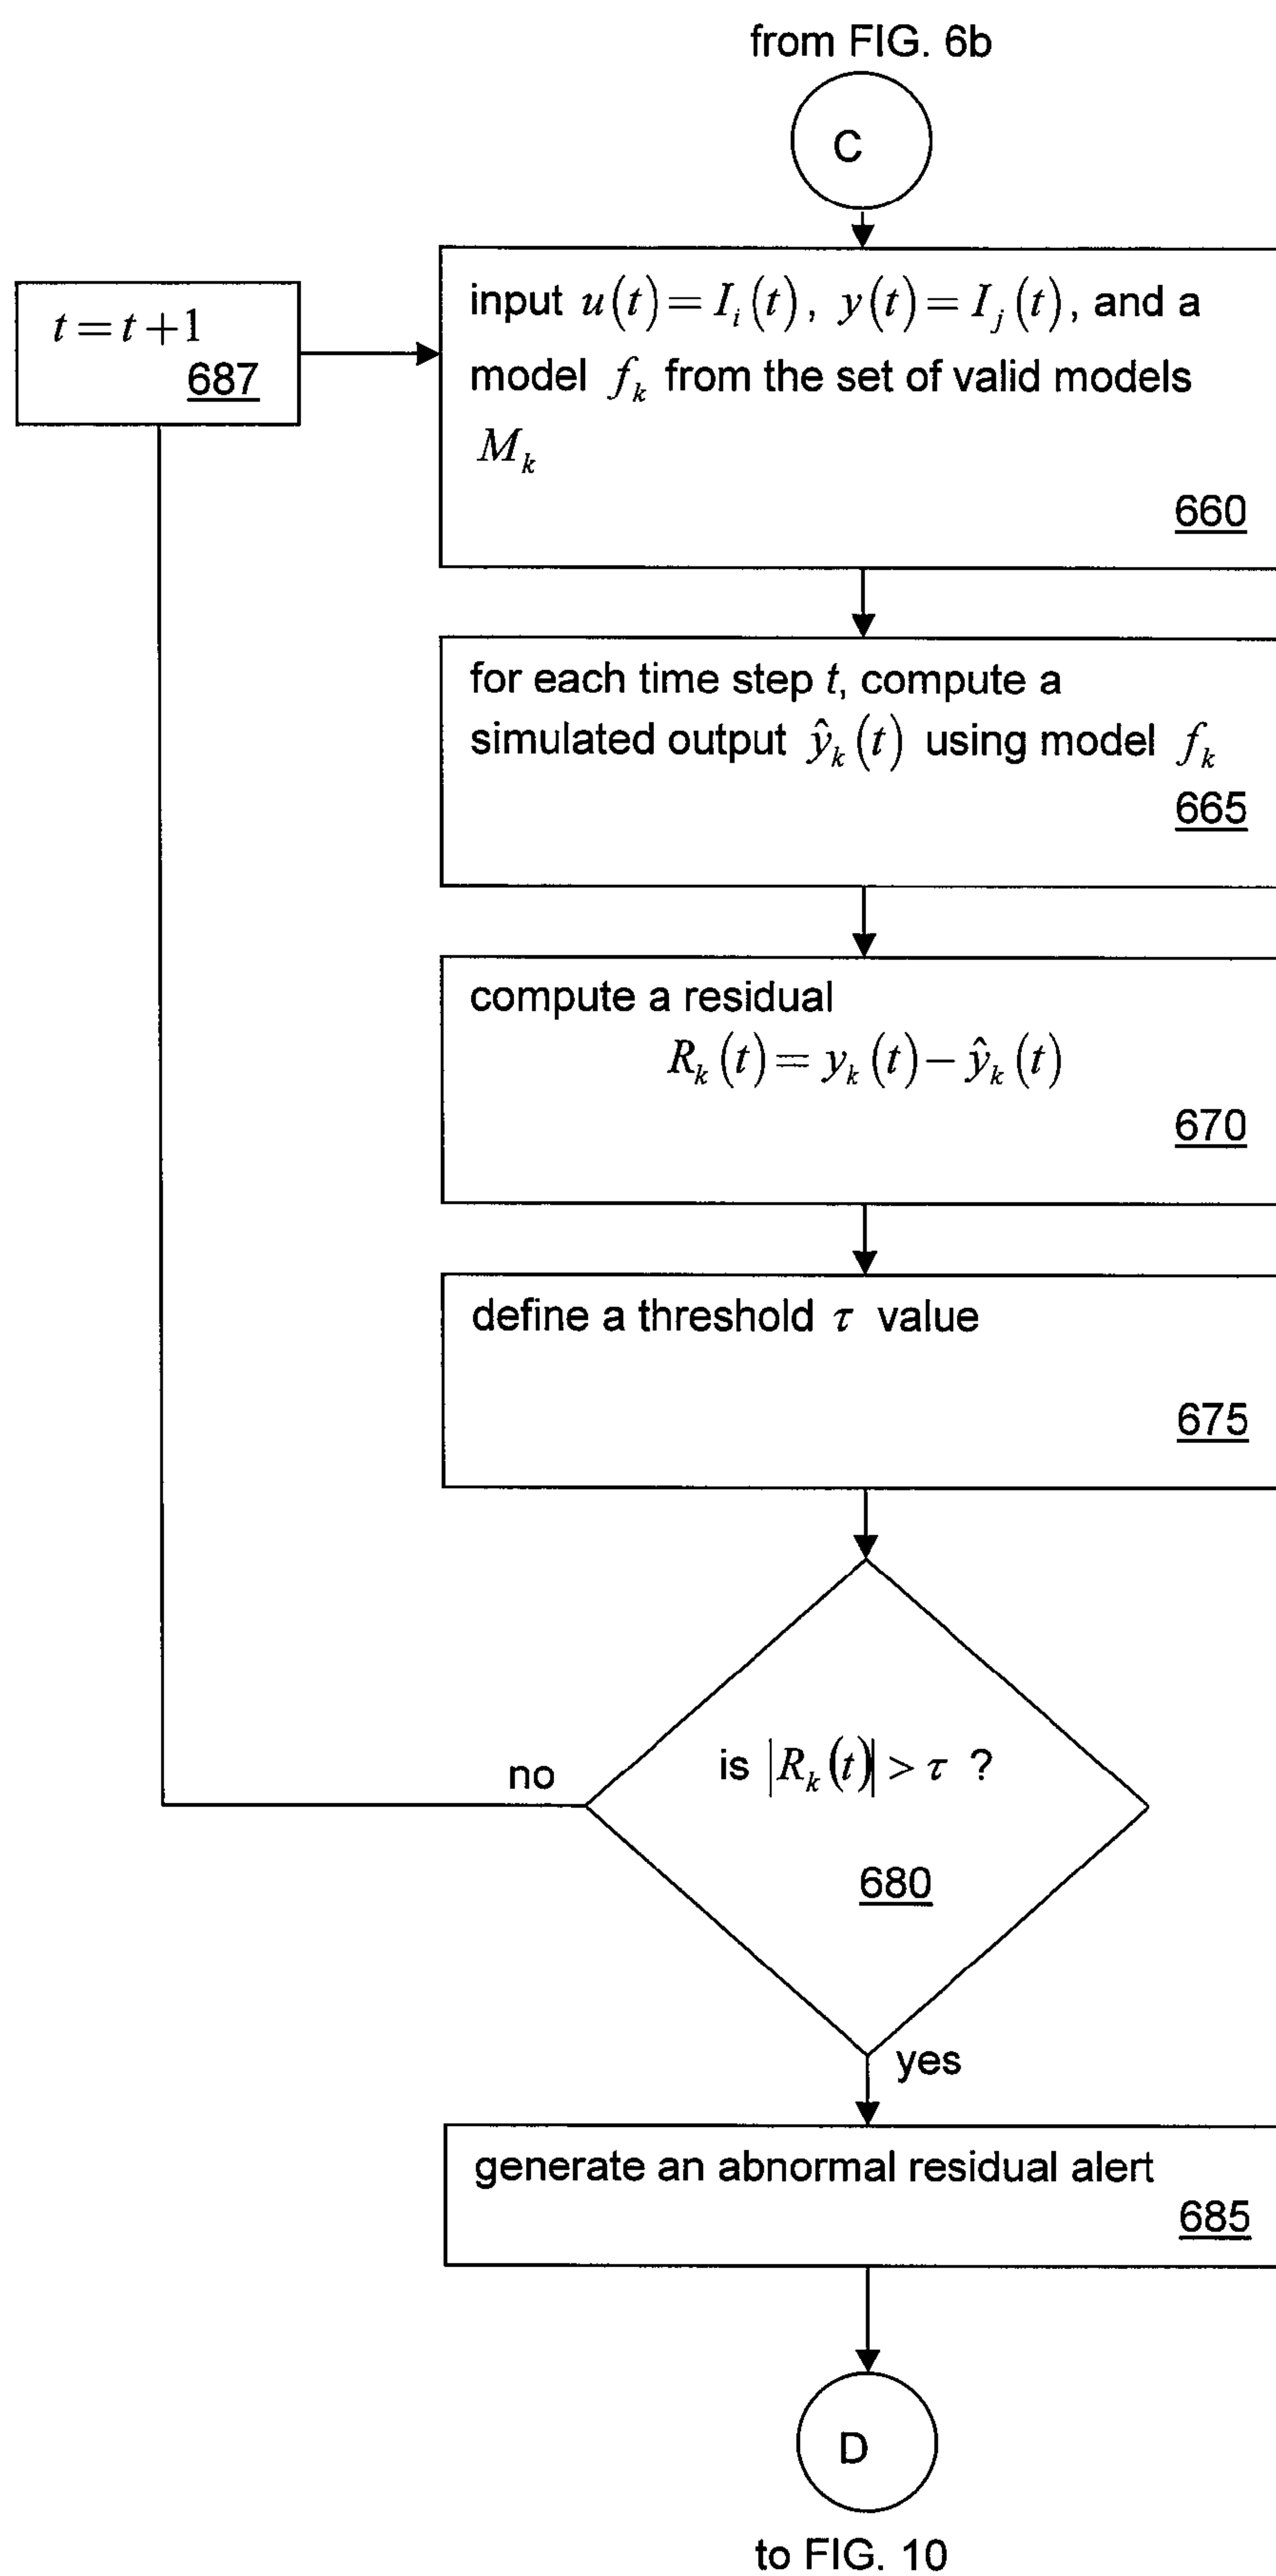 from FIG. 6b
C
t = t + 1
687
input u(t) = I_i(t), y(t) = I_j(t), and a
model f_k from the set of valid models
M_k
660
for each time step t, compute a
simulated output ŷ_k(t) using model f_k
665
compute a residual
R_k(t) = y_k(t) − ŷ_k(t)
670
define a threshold τ value
675
is |R_k(t)| > τ ?
no
680
yes
generate an abnormal residual alert
685
D
to FIG. 10